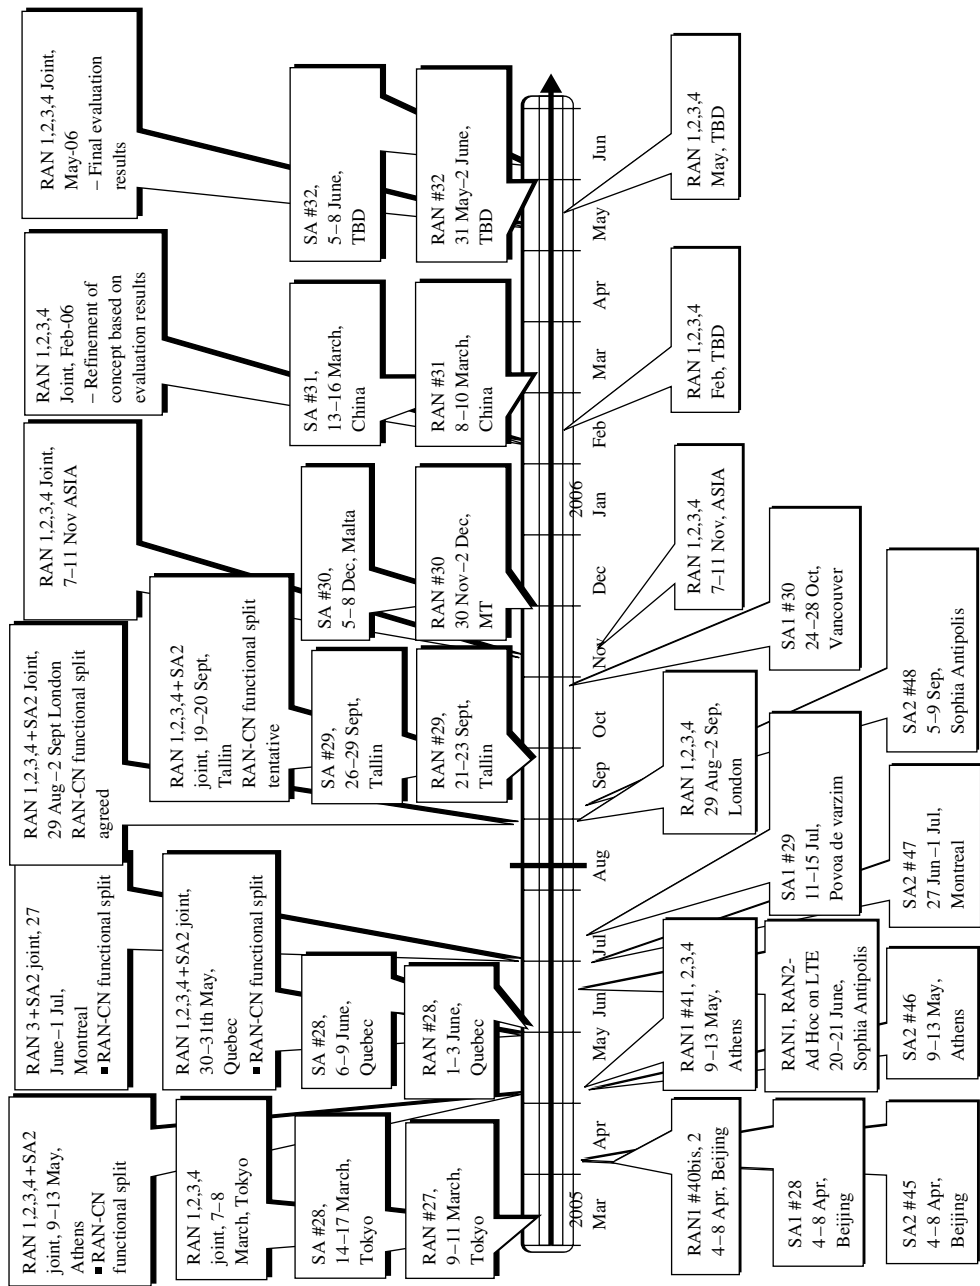 RAN 1,2,3,4+SA2
joint, 9–13 May,
Athens
▪ RAN-CN
functional split
RAN 3+SA2 joint, 27
June–1 Jul,
Montreal
▪ RAN-CN functional split
RAN 1,2,3,4+SA2 Joint,
29 Aug–2 Sept London
RAN-CN functional split
agreed
RAN 1,2,3,4 Joint,
7–11 Nov ASIA
RAN 1,2,3,4
Joint, Feb-06
– Refinement of
concept based on
evaluation results
RAN 1,2,3,4 Joint,
May-06
– Final evaluation
results
RAN 1,2,3,4
joint, 7–8
March, Tokyo
RAN 1,2,3,4+SA2 joint,
30–31th May,
Quebec
▪ RAN-CN functional split
RAN 1,2,3,4+SA2
joint, 19–20 Sept,
Tallin
RAN-CN functional split
tentative
SA #28,
14–17 March,
Tokyo
SA #28,
6–9 June,
Quebec
SA #29,
26–29 Sept,
Tallin
SA #30,
5–8 Dec, Malta
SA #31,
13–16 March,
China
SA #32,
5–8 June,
TBD
RAN #27,
9–11 March,
Tokyo
RAN #28,
1–3 June,
Quebec
RAN #29,
21–23 Sept,
Tallin
RAN #30
30 Nov–2 Dec,
MT
RAN #31
8–10 March,
China
RAN #32
31 May–2 June,
TBD
2005
2006
Mar
Apr
May
Jun
Jul
Aug
Sep
Oct
Nov
Dec
Jan
Feb
Mar
Apr
May
Jun
RAN1 #40bis, 2
4–8 Apr, Beijing
RAN1 #41, 2,3,4
9–13 May,
Athens
RAN 1,2,3,4
29 Aug–2 Sep,
London
RAN 1,2,3,4
7–11 Nov, ASIA
RAN 1,2,3,4
Feb, TBD
RAN 1,2,3,4
May, TBD
SA1 #28
4–8 Apr,
Beijing
RAN1, RAN2-
Ad Hoc on LTE
20–21 June,
Sophia Antipolis
SA1 #29
11–15 Jul,
Povoa de varzim
SA1 #30
24–28 Oct,
Vancouver
SA2 #45
4–8 Apr,
Beijing
SA2 #46
9–13 May,
Athens
SA2 #47
27 Jun–1 Jul,
Montreal
SA2 #48
5–9 Sep,
Sophia Antipolis